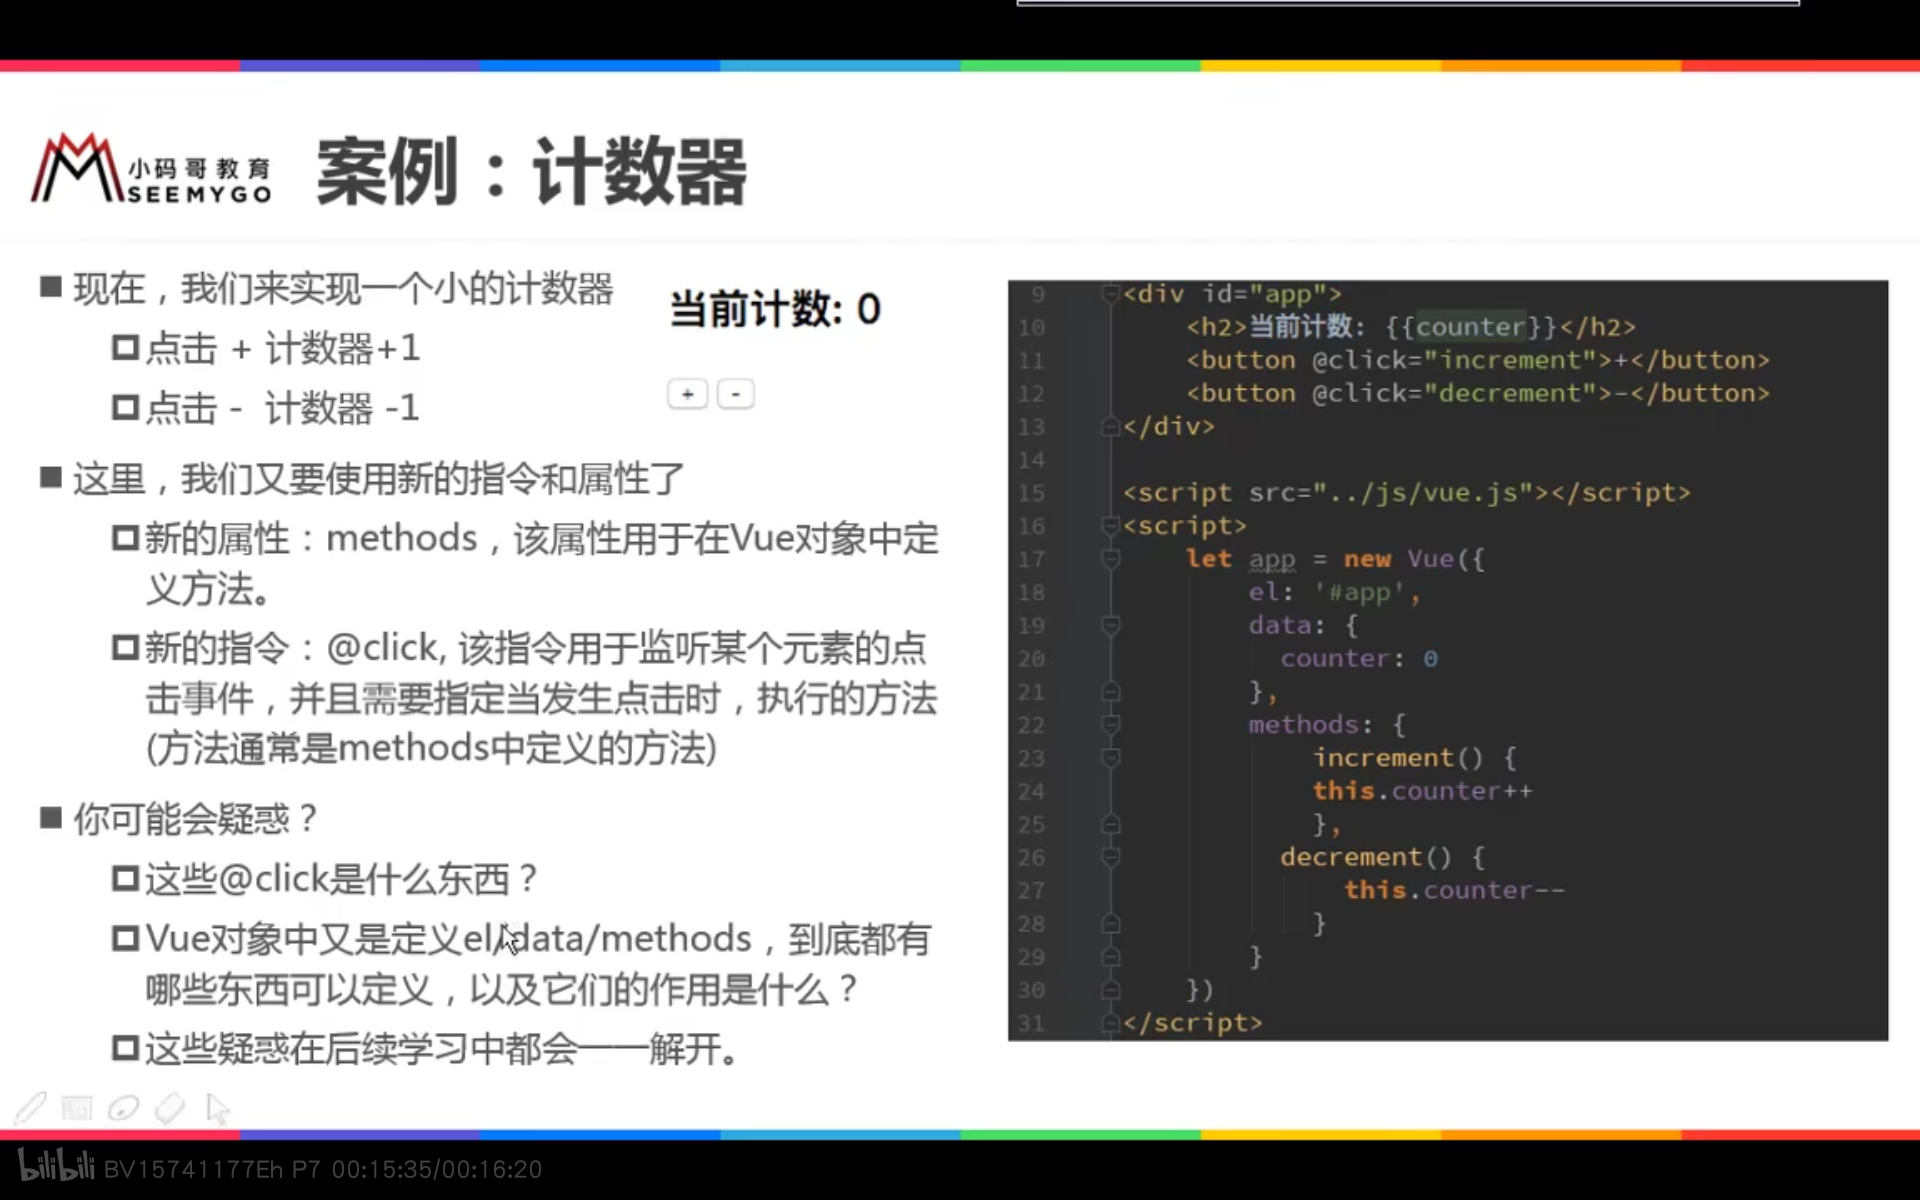 小码哥教育
SEEMYGO
案例：计数器
■ 现在，我们来实现一个小的计数器
点击 + 计数器+1
点击 - 计数器 -1
当前计数: 0
+ -
■ 这里，我们又要使用新的指令和属性了
新的属性：methods，该属性用于在Vue对象中定
义方法。
新的指令：@click, 该指令用于监听某个元素的点
击事件，并且需要指定当发生点击时，执行的方法
(方法通常是methods中定义的方法)
■ 你可能会疑惑？
这些@click是什么东西？
Vue对象中又是定义el/data/methods，到底都有
哪些东西可以定义，以及它们的作用是什么？
这些疑惑在后续学习中都会一一解开。
9 <div id="app">
10 <h2>当前计数: {{counter}}</h2>
11 <button @click="increment">+</button>
12 <button @click="decrement">-</button>
13 </div>
14
15 <script src="../js/vue.js"></script>
16 <script>
17 let app = new Vue({
18 el: '#app',
19 data: {
20 counter: 0
21 },
22 methods: {
23 increment() {
24 this.counter++
25 },
26 decrement() {
27 this.counter--
28 }
29 }
30 })
31 </script>
bilibili BV15741177Eh P7 00:15:35/00:16:20